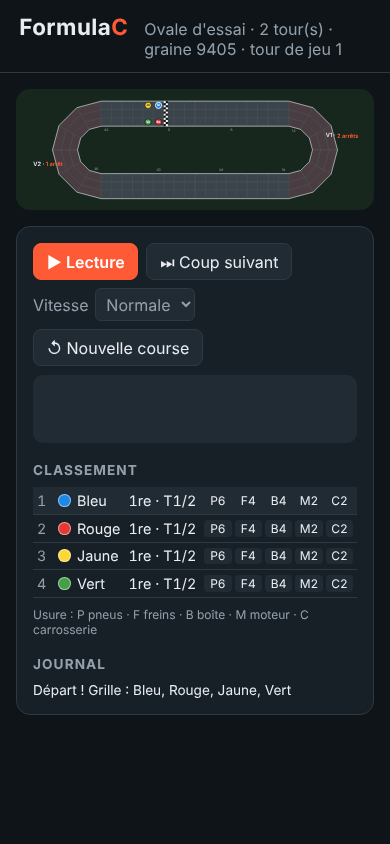 FormulaC
Ovale d'essai · 2 tour(s) ·
graine 9405 · tour de jeu 1
V1 · 2 arrêts
V2 · 1 arrêt
▶ Lecture
⏭ Coup suivant
Vitesse Normale
↺ Nouvelle course
CLASSEMENT
1 Bleu 1re · T1/2 P6 F4 B4 M2 C2
2 Rouge 1re · T1/2 P6 F4 B4 M2 C2
3 Jaune 1re · T1/2 P6 F4 B4 M2 C2
4 Vert 1re · T1/2 P6 F4 B4 M2 C2
Usure : P pneus · F freins · B boîte · M moteur · C
carrosserie
JOURNAL
Départ ! Grille : Bleu, Rouge, Jaune, Vert